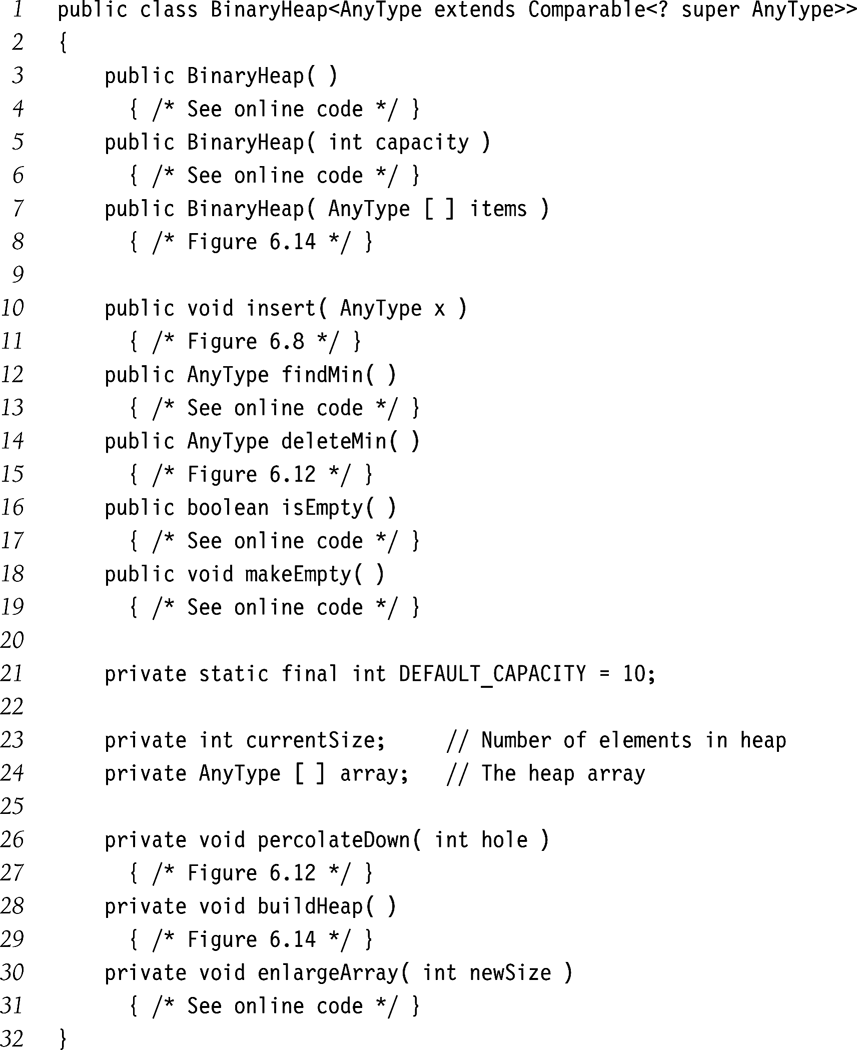 1 public class BinaryHeap<AnyType extends Comparable<? super AnyType>>
2 {
3 public BinaryHeap( )
4 { /* See online code */ }
5 public BinaryHeap( int capacity )
6 { /* See online code */ }
7 public BinaryHeap( AnyType [ ] items )
8 { /* Figure 6.14 */ }
9
10 public void insert( AnyType x )
11 { /* Figure 6.8 */ }
12 public AnyType findMin( )
13 { /* See online code */ }
14 public AnyType deleteMin( )
15 { /* Figure 6.12 */ }
16 public boolean isEmpty( )
17 { /* See online code */ }
18 public void makeEmpty( )
19 { /* See online code */ }
20
21 private static final int DEFAULT_CAPACITY = 10;
22
23 private int currentSize; // Number of elements in heap
24 private AnyType [ ] array; // The heap array
25
26 private void percolateDown( int hole )
27 { /* Figure 6.12 */ }
28 private void buildHeap( )
29 { /* Figure 6.14 */ }
30 private void enlargeArray( int newSize )
31 { /* See online code */ }
32 }